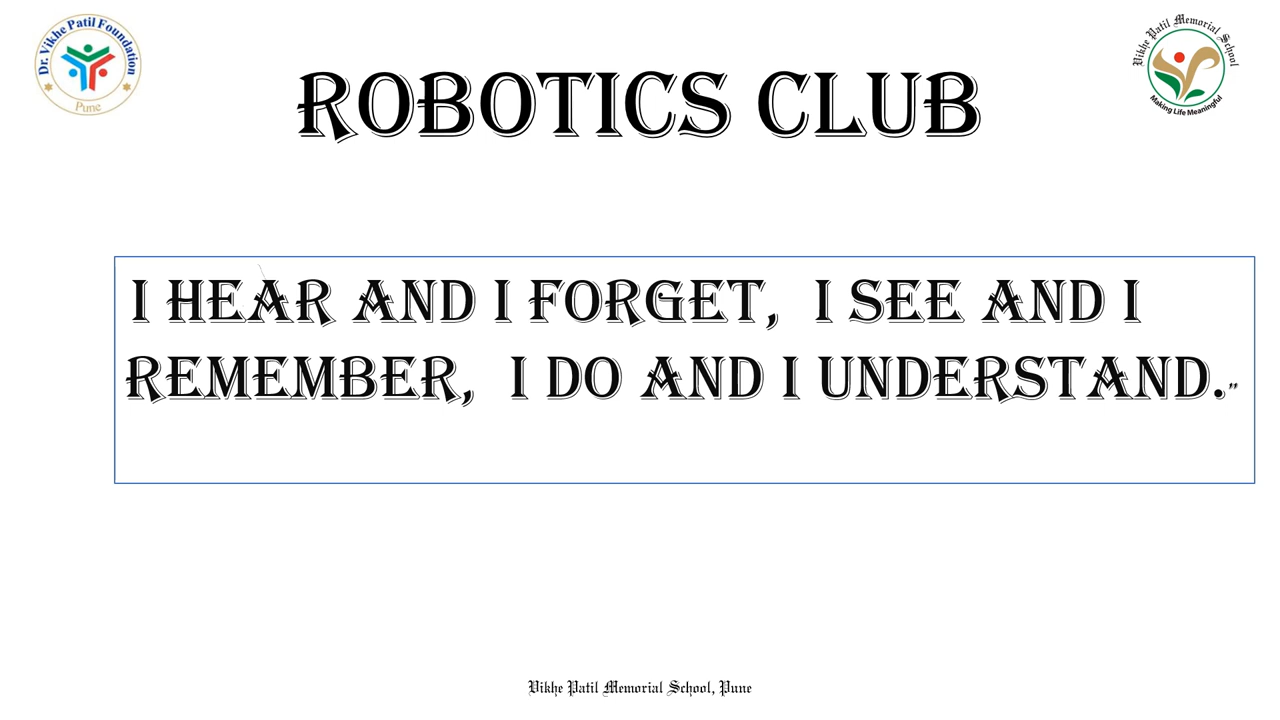 Dr. Vikhe Patil Foundation
Pune
Vikhe Patil Memorial School
Making Life Meaningful
ROBOTICS CLUB
I HEAR AND I FORGET, I SEE AND I
REMEMBER, I DO AND I UNDERSTAND.”
Vikhe Patil Memorial School, Pune